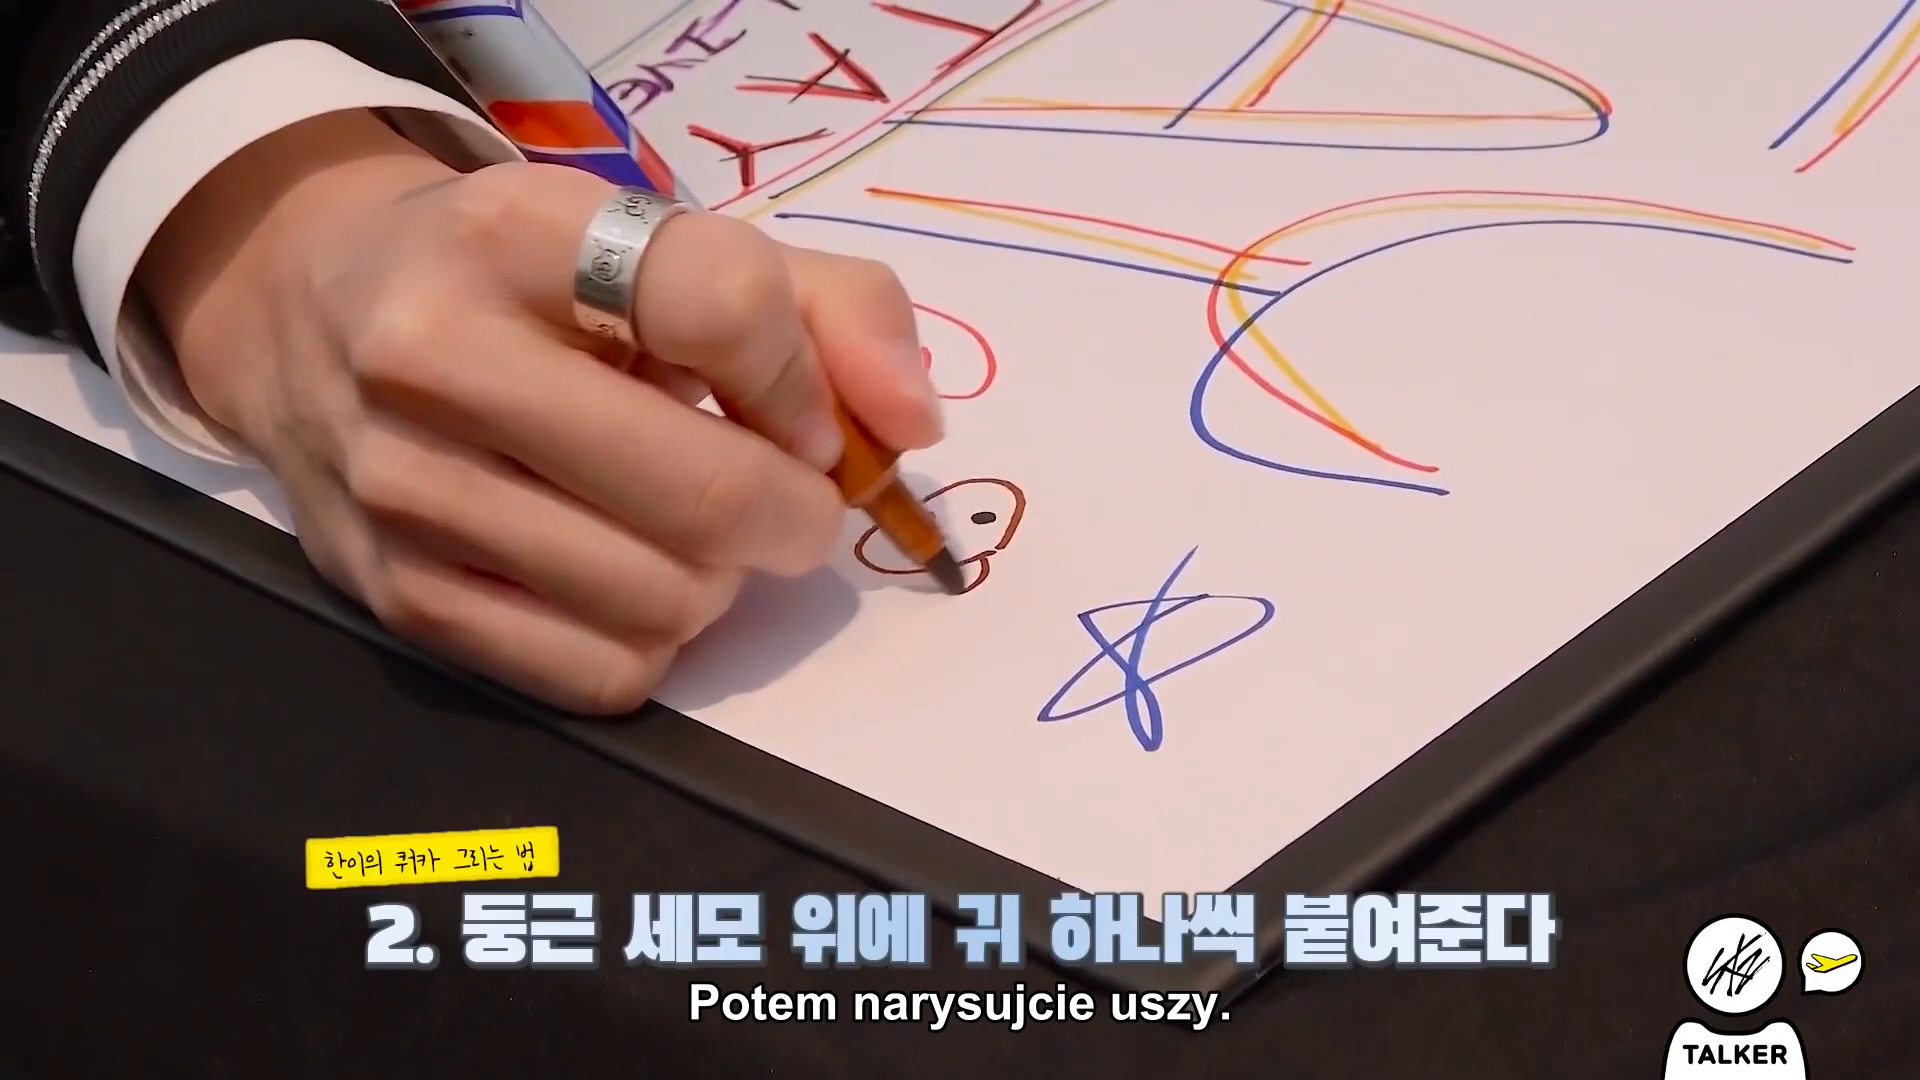 한이의 쿼카 그리는 법
2. 둥근 세모 위에 귀 하나씩 붙여준다
Potem narysujcie uszy.
SKZ
TALKER